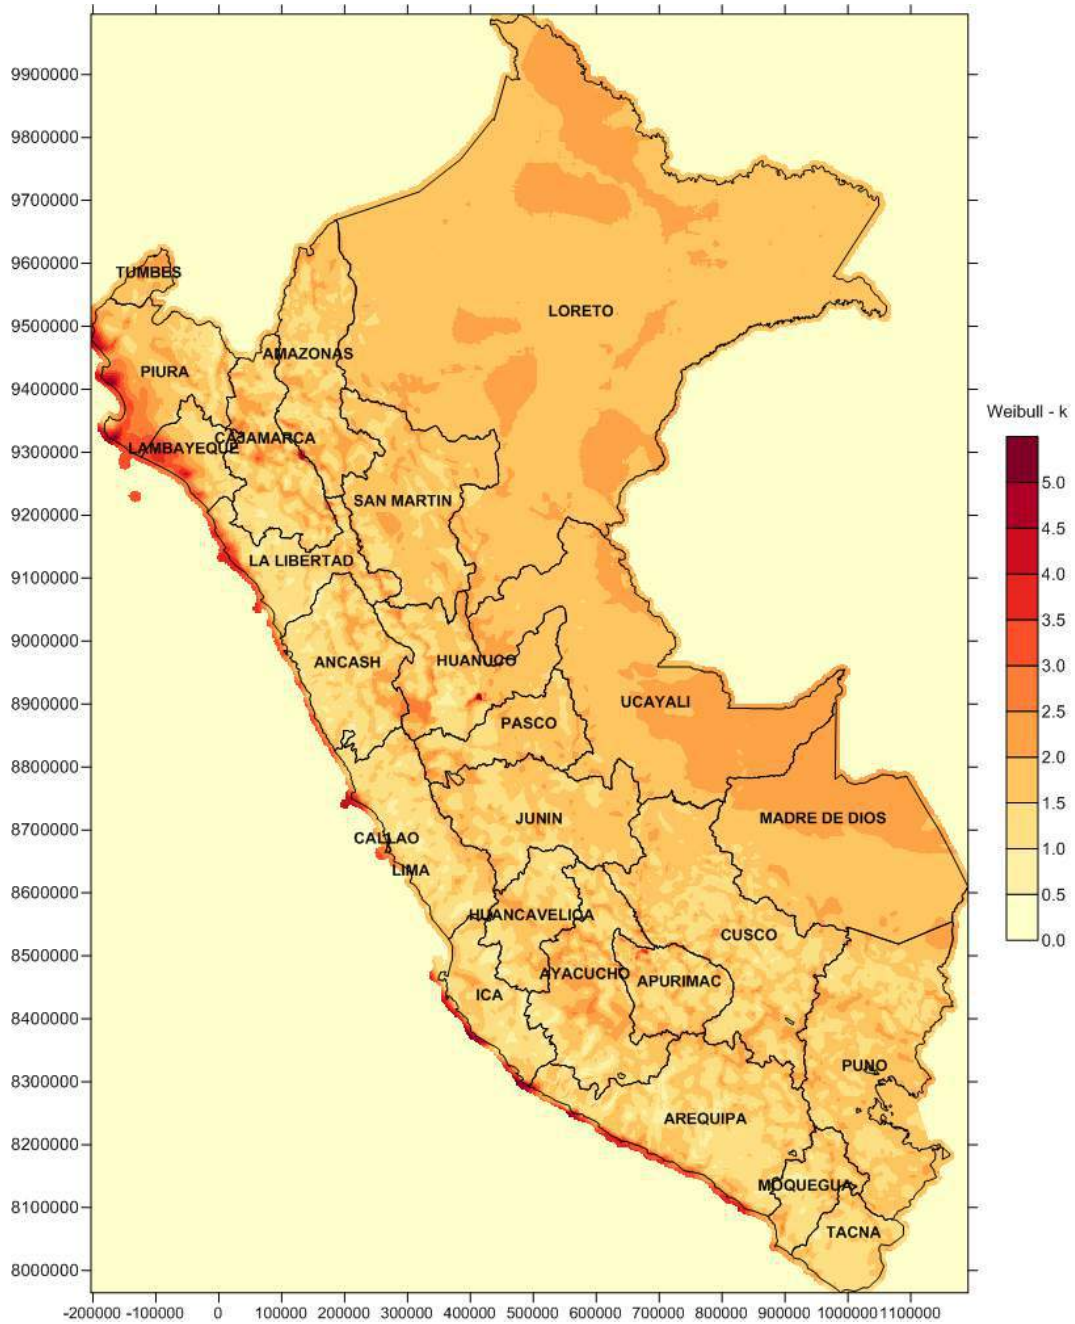 9900000
9800000
9700000
9600000
TUMBES
9500000
LORETO
AMAZONAS
PIURA
9400000
Weibull - k
CAJAMARCA
LAMBAYEQUE
9300000
5.0
SAN MARTIN
4.5
9200000
4.0
LA LIBERTAD
9100000
3.5
9000000
3.0
ANCASH
HUANUCO
2.5
8900000
UCAYALI
PASCO
2.0
8800000
1.5
JUNIN
MADRE DE DIOS
8700000
CALLAO
1.0
LIMA
0.5
8600000
HUANCAVELICA
CUSCO
0.0
8500000
AYACUCHO
APURIMAC
ICA
8400000
PUNO
8300000
AREQUIPA
8200000
MOQUEGUA
8100000
TACNA
8000000
-200000 -100000 0 100000 200000 300000 400000 500000 600000 700000 800000 900000 1000000 1100000